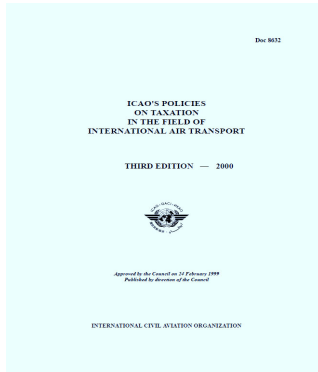 Doc 8632
ICAO'S POLICIES
ON TAXATION
IN THE FIELD OF
INTERNATIONAL AIR TRANSPORT
THIRD EDITION — 2000
Approved by the Council on 24 February 1999
Published by direction of the Council
INTERNATIONAL CIVIL AVIATION ORGANIZATION